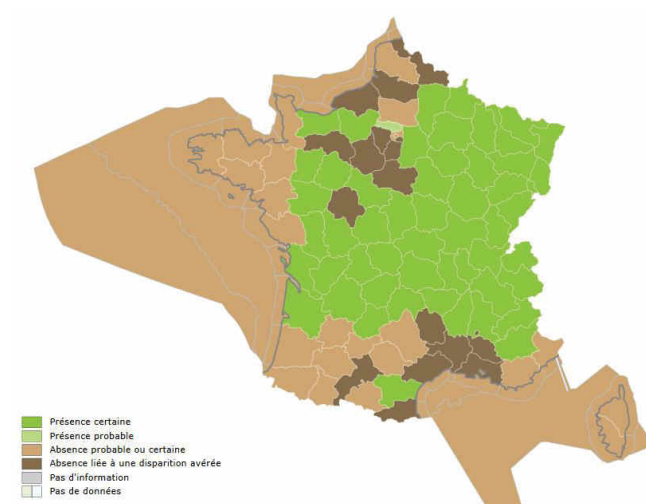 Présence certaine
Présence probable
Absence probable ou certaine
Absence liée à une disparition avérée
Pas d'information
Pas de données